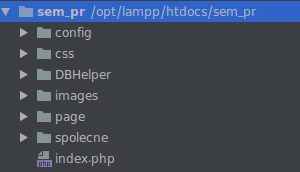 sem_pr /opt/lampp/htdocs/sem_pr
config
css
DBHelper
images
page
spolecne
php index.php